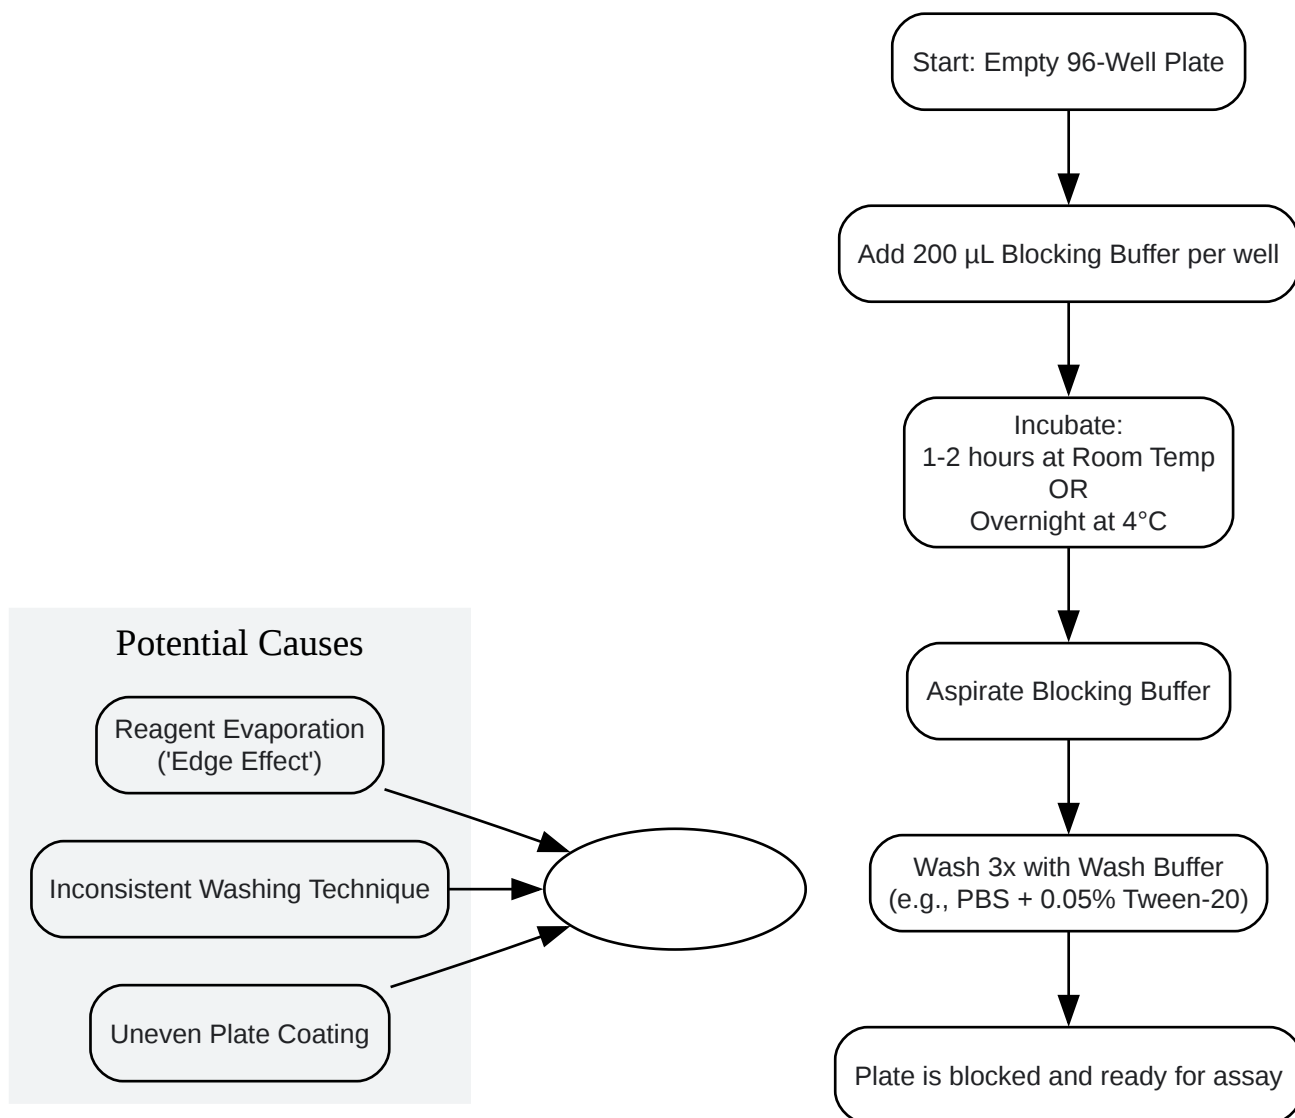 Start: Empty 96-Well Plate
Add 200 µL Blocking Buffer per well
Incubate:
1-2 hours at Room Temp
OR
Overnight at 4°C
Aspirate Blocking Buffer
Wash 3x with Wash Buffer
(e.g., PBS + 0.05% Tween-20)
Plate is blocked and ready for assay
Potential Causes
Reagent Evaporation
('Edge Effect')
Inconsistent Washing Technique
Uneven Plate Coating